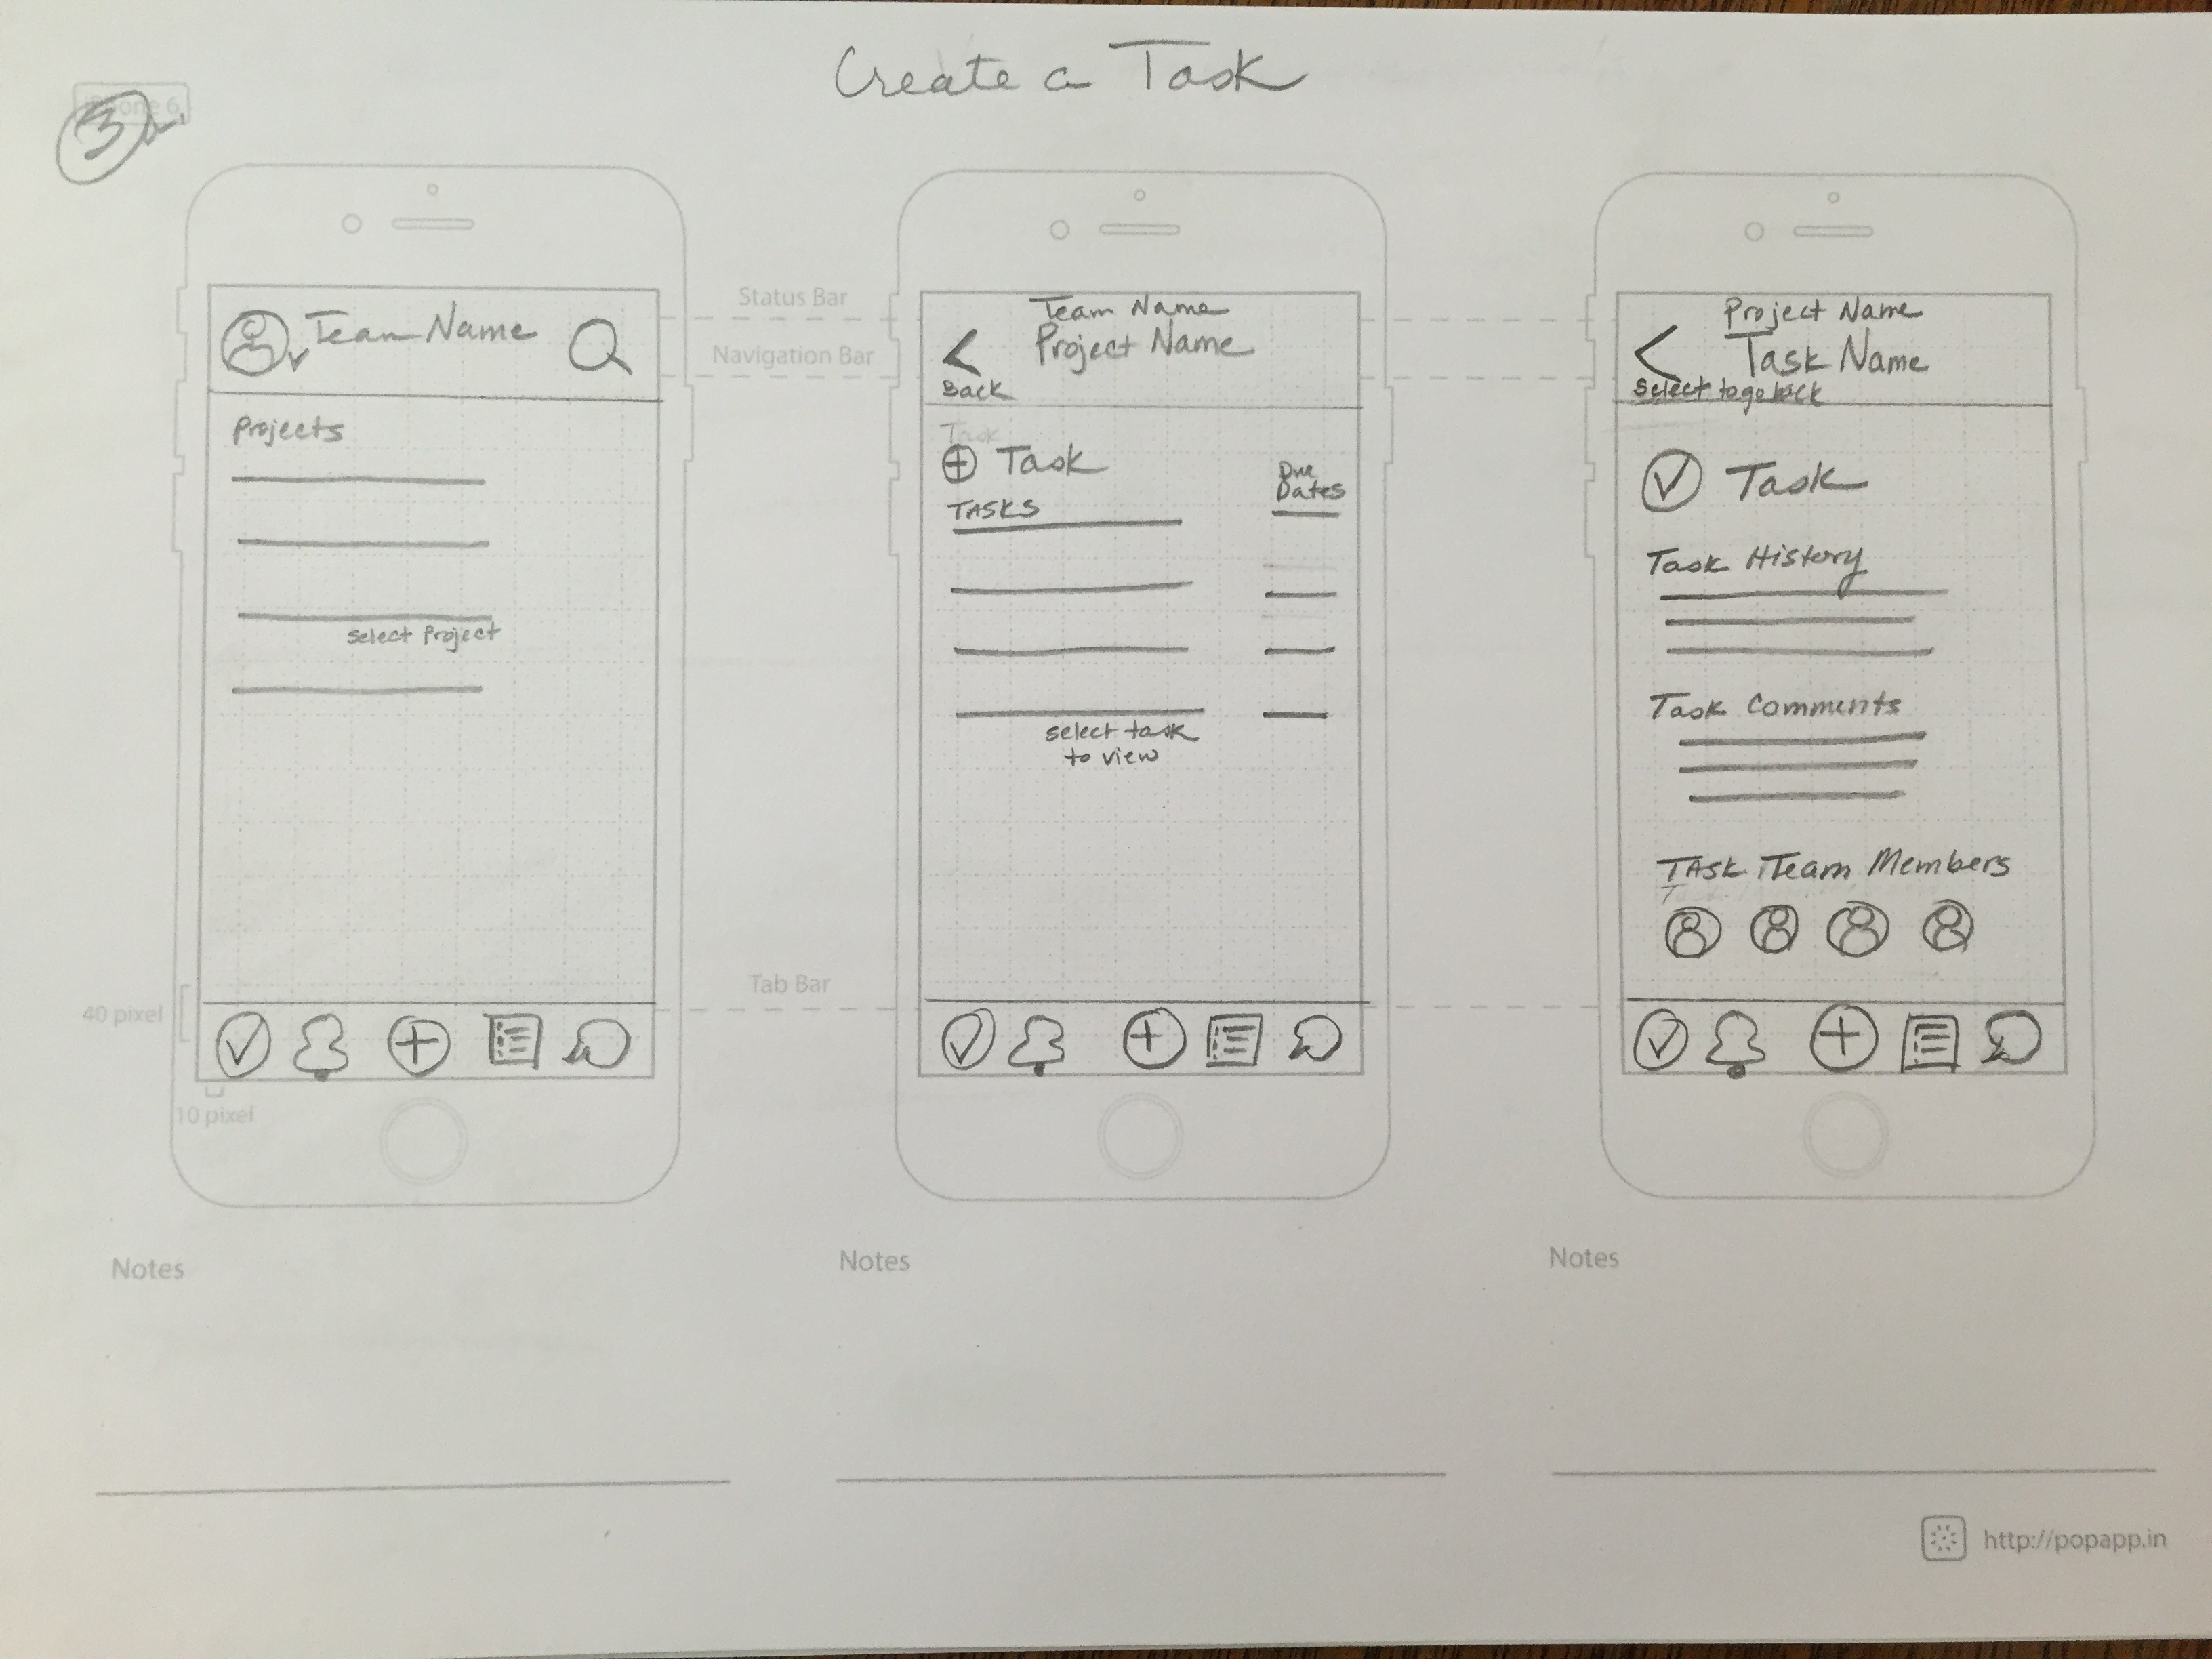 Create a Task
iPhone 6
3a.
Team Name
Projects
select Project
Status Bar
Navigation Bar
Tab Bar
40 pixel
10 pixel
Team Name
Project Name
Back
Task
Task
Due
Dates
TASKS
select task
to view
Project Name
Task Name
Select to go back
Task
Task History
Task Comments
TASK Team Members
Notes
Notes
Notes
http://popapp.in